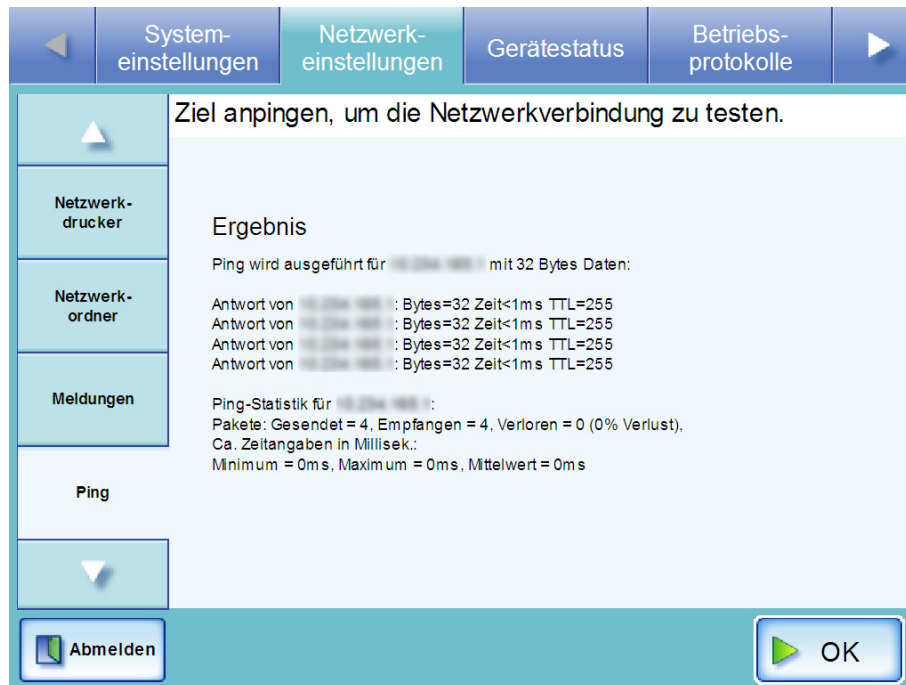 System-
einstellungen
Netzwerk-
einstellungen
Gerätestatus
Betriebs-
protokolle
Ziel anpingen, um die Netzwerkverbindung zu testen.
Netzwerk-
drucker
Netzwerk-
ordner
Meldungen
Ping
Ergebnis
Ping wird ausgeführt für mit 32 Bytes Daten:
Antwort von : Bytes=32 Zeit<1ms TTL=255
Antwort von : Bytes=32 Zeit<1ms TTL=255
Antwort von : Bytes=32 Zeit<1ms TTL=255
Antwort von : Bytes=32 Zeit<1ms TTL=255
Ping-Statistik für :
Pakete: Gesendet = 4, Empfangen = 4, Verloren = 0 (0% Verlust),
Ca. Zeitangaben in Millisek.:
Minimum = 0ms, Maximum = 0ms, Mittelwert = 0ms
Abmelden
OK